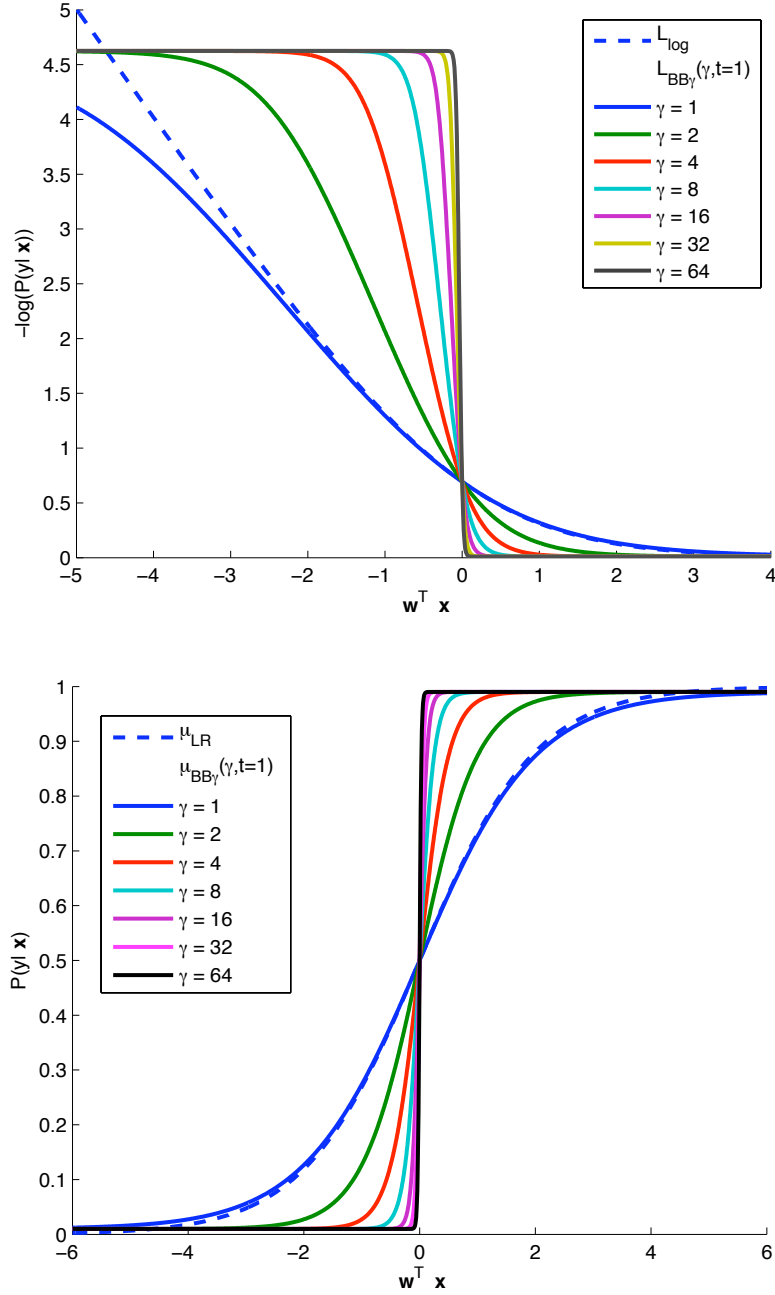 5
4.5
4
3.5
3
2.5
2
1.5
1
0.5
0
−5
−4
−3
−2
−1
0
1
2
3
4
−log(P(y| x))
w^T x
L_log
L_BBγ(γ,t=1)
γ = 1
γ = 2
γ = 4
γ = 8
γ = 16
γ = 32
γ = 64
1
0.9
0.8
0.7
0.6
0.5
0.4
0.3
0.2
0.1
0
−6
−4
−2
0
2
4
6
P(y| x)
w^T x
μ_LR
μ_BBγ(γ,t=1)
γ = 1
γ = 2
γ = 4
γ = 8
γ = 16
γ = 32
γ = 64